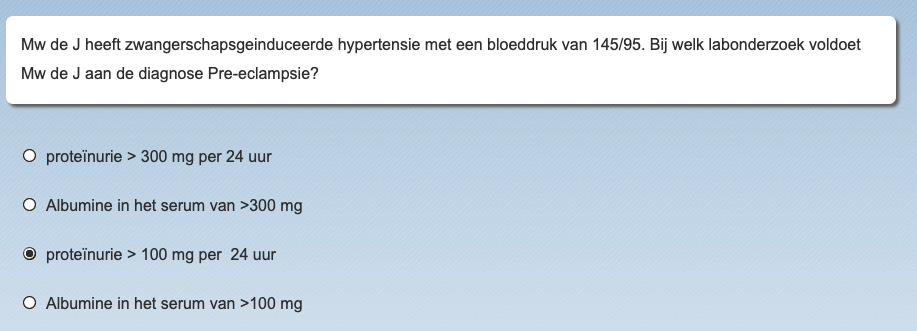 Mw de J heeft zwangerschapsgeinduceerde hypertensie met een bloeddruk van 145/95. Bij welk labonderzoek voldoet
Mw de J aan de diagnose Pre-eclampsie?
proteïnurie > 300 mg per 24 uur
Albumine in het serum van >300 mg
proteïnurie > 100 mg per 24 uur
Albumine in het serum van >100 mg